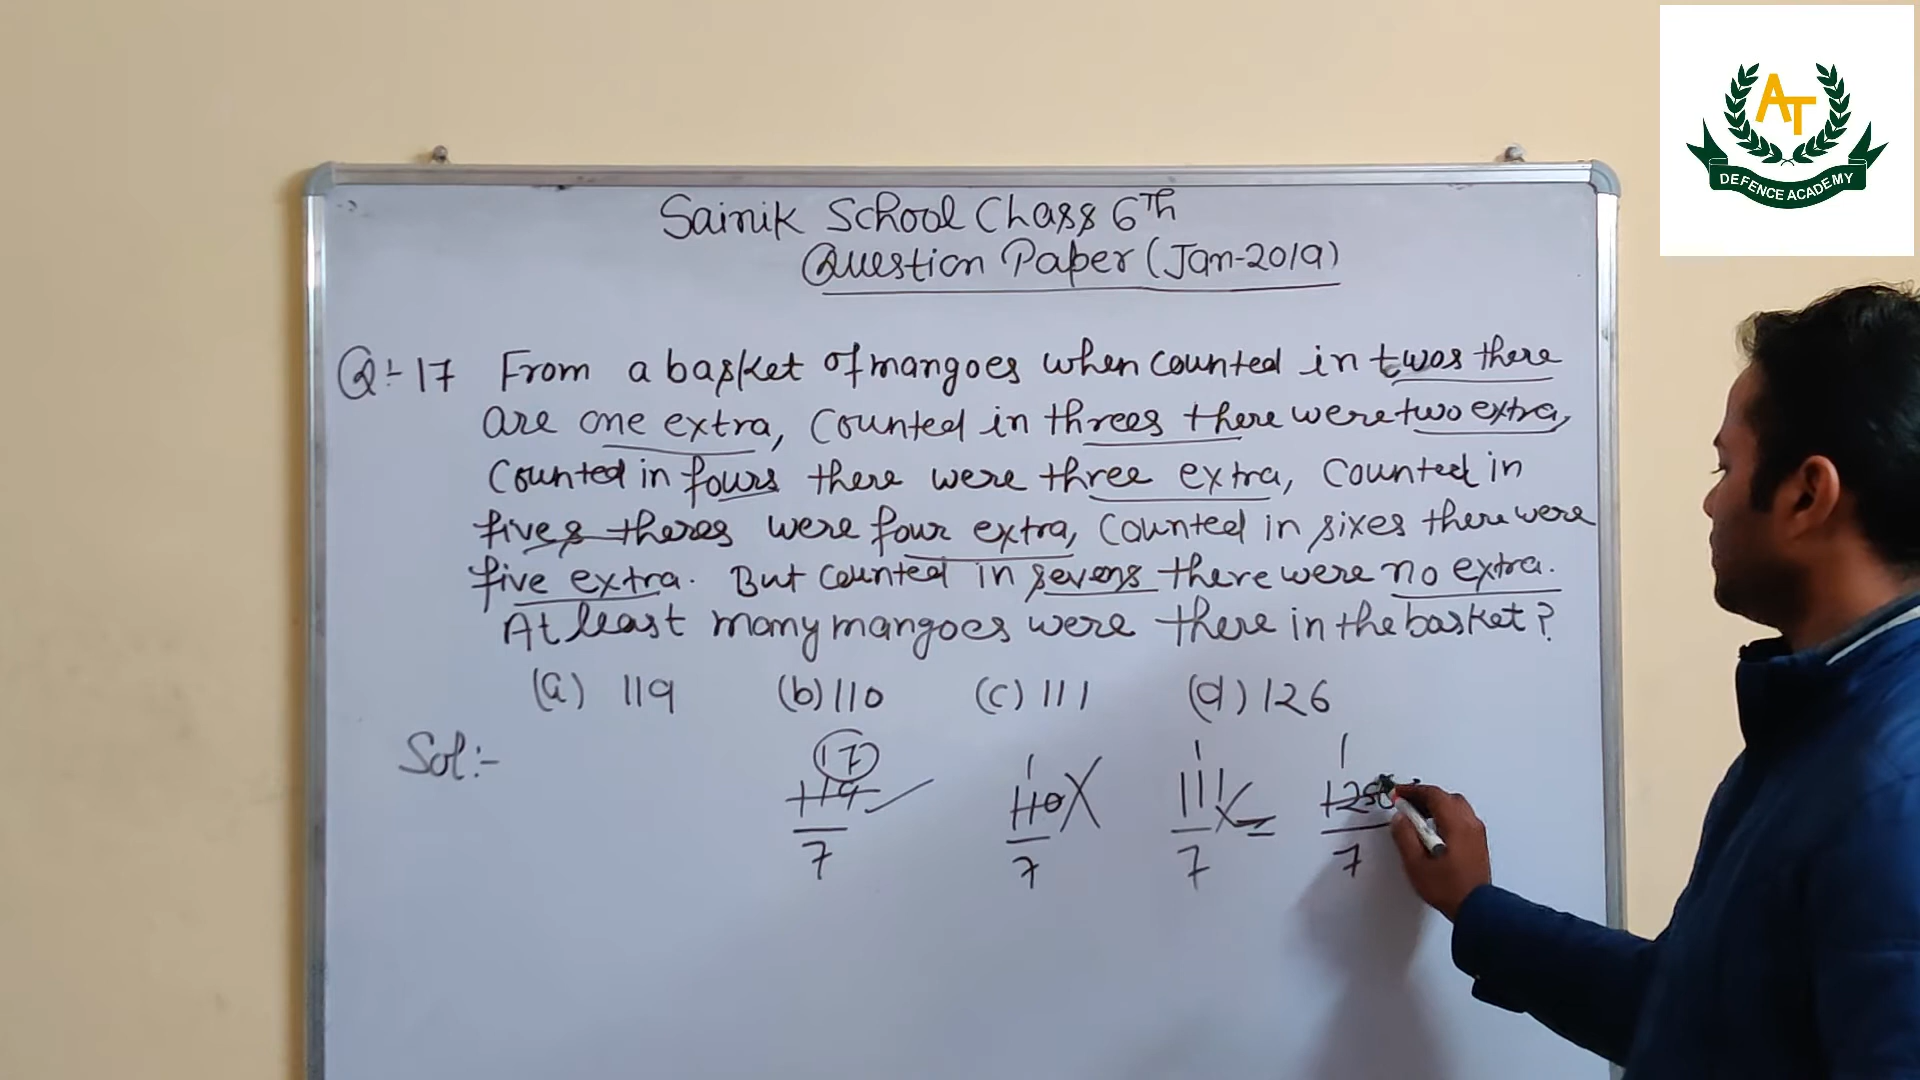 AT
DEFENCE ACADEMY
Sainik School Class 6Th
Question Paper (Jan-2019)
Q:- 17 From a basket of mangoes when counted in twos there
are one extra, counted in threes there were two extra,
Counted in fours there were three extra, Counted in
fives theres were four extra, Counted in sixes there were
five extra. But counted in sevens there were no extra.
At least many mangoes were there in the basket?
(a) 119 (b) 110 (c) 111 (d) 126
Sol:-
17 1 1 1
119 110 111
7 7 7 7